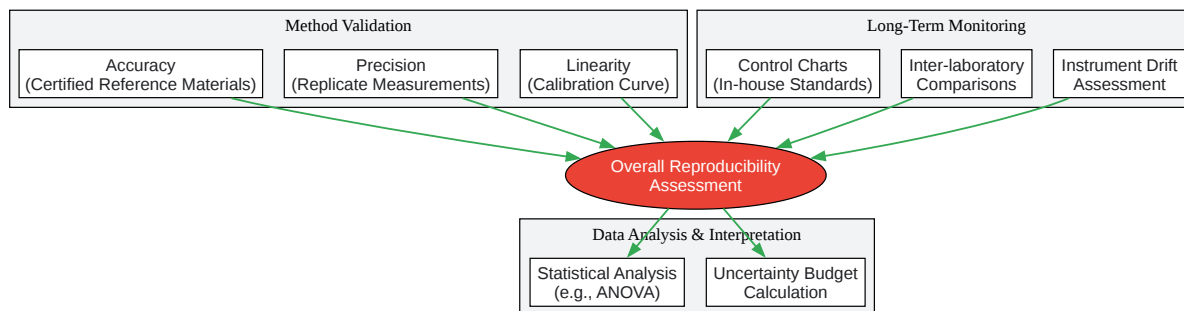 Method Validation
Accuracy
(Certified Reference Materials)
Precision
(Replicate Measurements)
Linearity
(Calibration Curve)
Long-Term Monitoring
Control Charts
(In-house Standards)
Inter-laboratory
Comparisons
Instrument Drift
Assessment
Overall Reproducibility
Assessment
Data Analysis & Interpretation
Statistical Analysis
(e.g., ANOVA)
Uncertainty Budget
Calculation